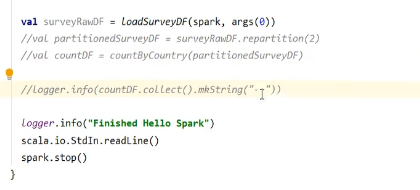 val surveyRawDF = loadSurveyDF(spark, args(0))
//val partitionedSurveyDF = surveyRawDF.repartition(2)
//val countDF = countByCountry(partitionedSurveyDF)
//logger.info(countDF.collect().mkString("->"))
logger.info("Finished Hello Spark")
scala.io.StdIn.readLine()
spark.stop()
}